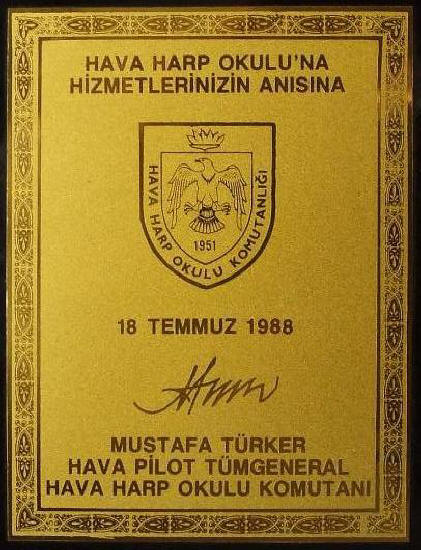 HAVA HARP OKULU'NA
HİZMETLERİNİZİN ANISINA
HAVA HARP OKULU KOMUTANLIĞI
1951
18 TEMMUZ 1988
MUSTAFA TÜRKER
HAVA PİLOT TÜMGENERAL
HAVA HARP OKULU KOMUTANI